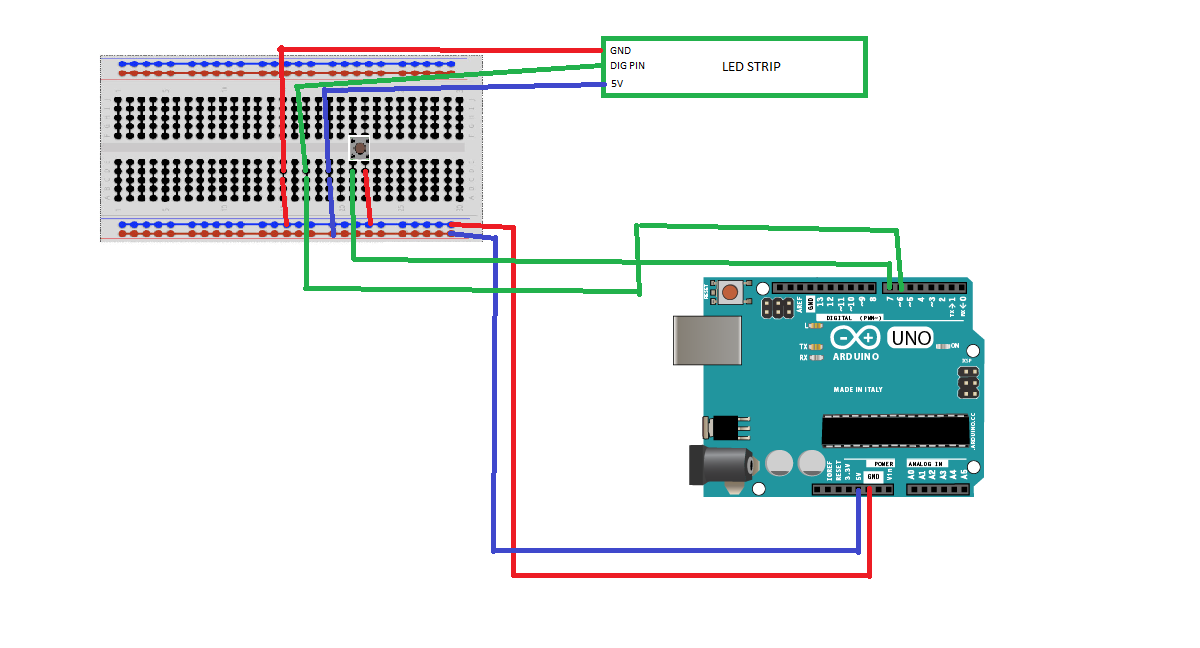 GND
DIG PIN
5V
LED STRIP
RESET
AREF
GND
13
12
~11
~10
~9
8
7
~6
~5
4
~3
2
TX→1
RX←0
DIGITAL (PWM~)
L
TX
RX
ARDUINO
UNO
ON
MADE IN ITALY
ARDUINO.CC
POWER
ANALOG IN
IOREF
RESET
3.3V
5V
GND
Vin
A0
A1
A2
A3
A4
A5